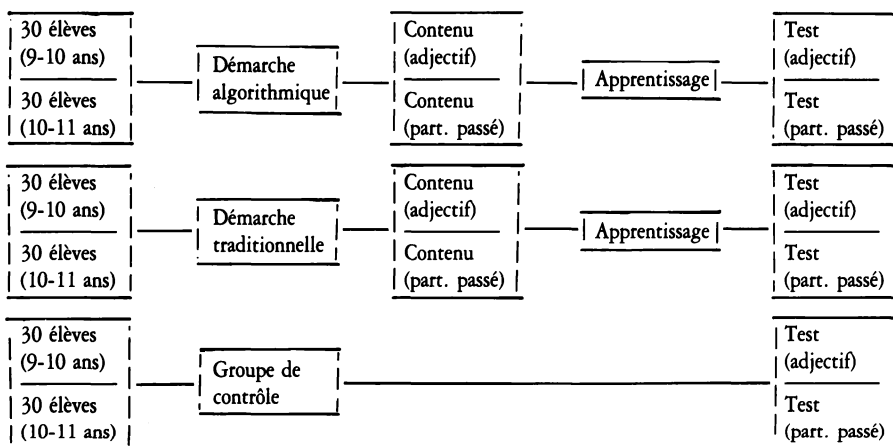 30 élèves
(9-10 ans)
30 élèves
(10-11 ans)
Démarche
algorithmique
Contenu
(adjectif)
Contenu
(part. passé)
Apprentissage
Test
(adjectif)
Test
(part. passé)
30 élèves
(9-10 ans)
30 élèves
(10-11 ans)
Démarche
traditionnelle
Contenu
(adjectif)
Contenu
(part. passé)
Apprentissage
Test
(adjectif)
Test
(part. passé)
30 élèves
(9-10 ans)
30 élèves
(10-11 ans)
Groupe de
contrôle
Test
(adjectif)
Test
(part. passé)